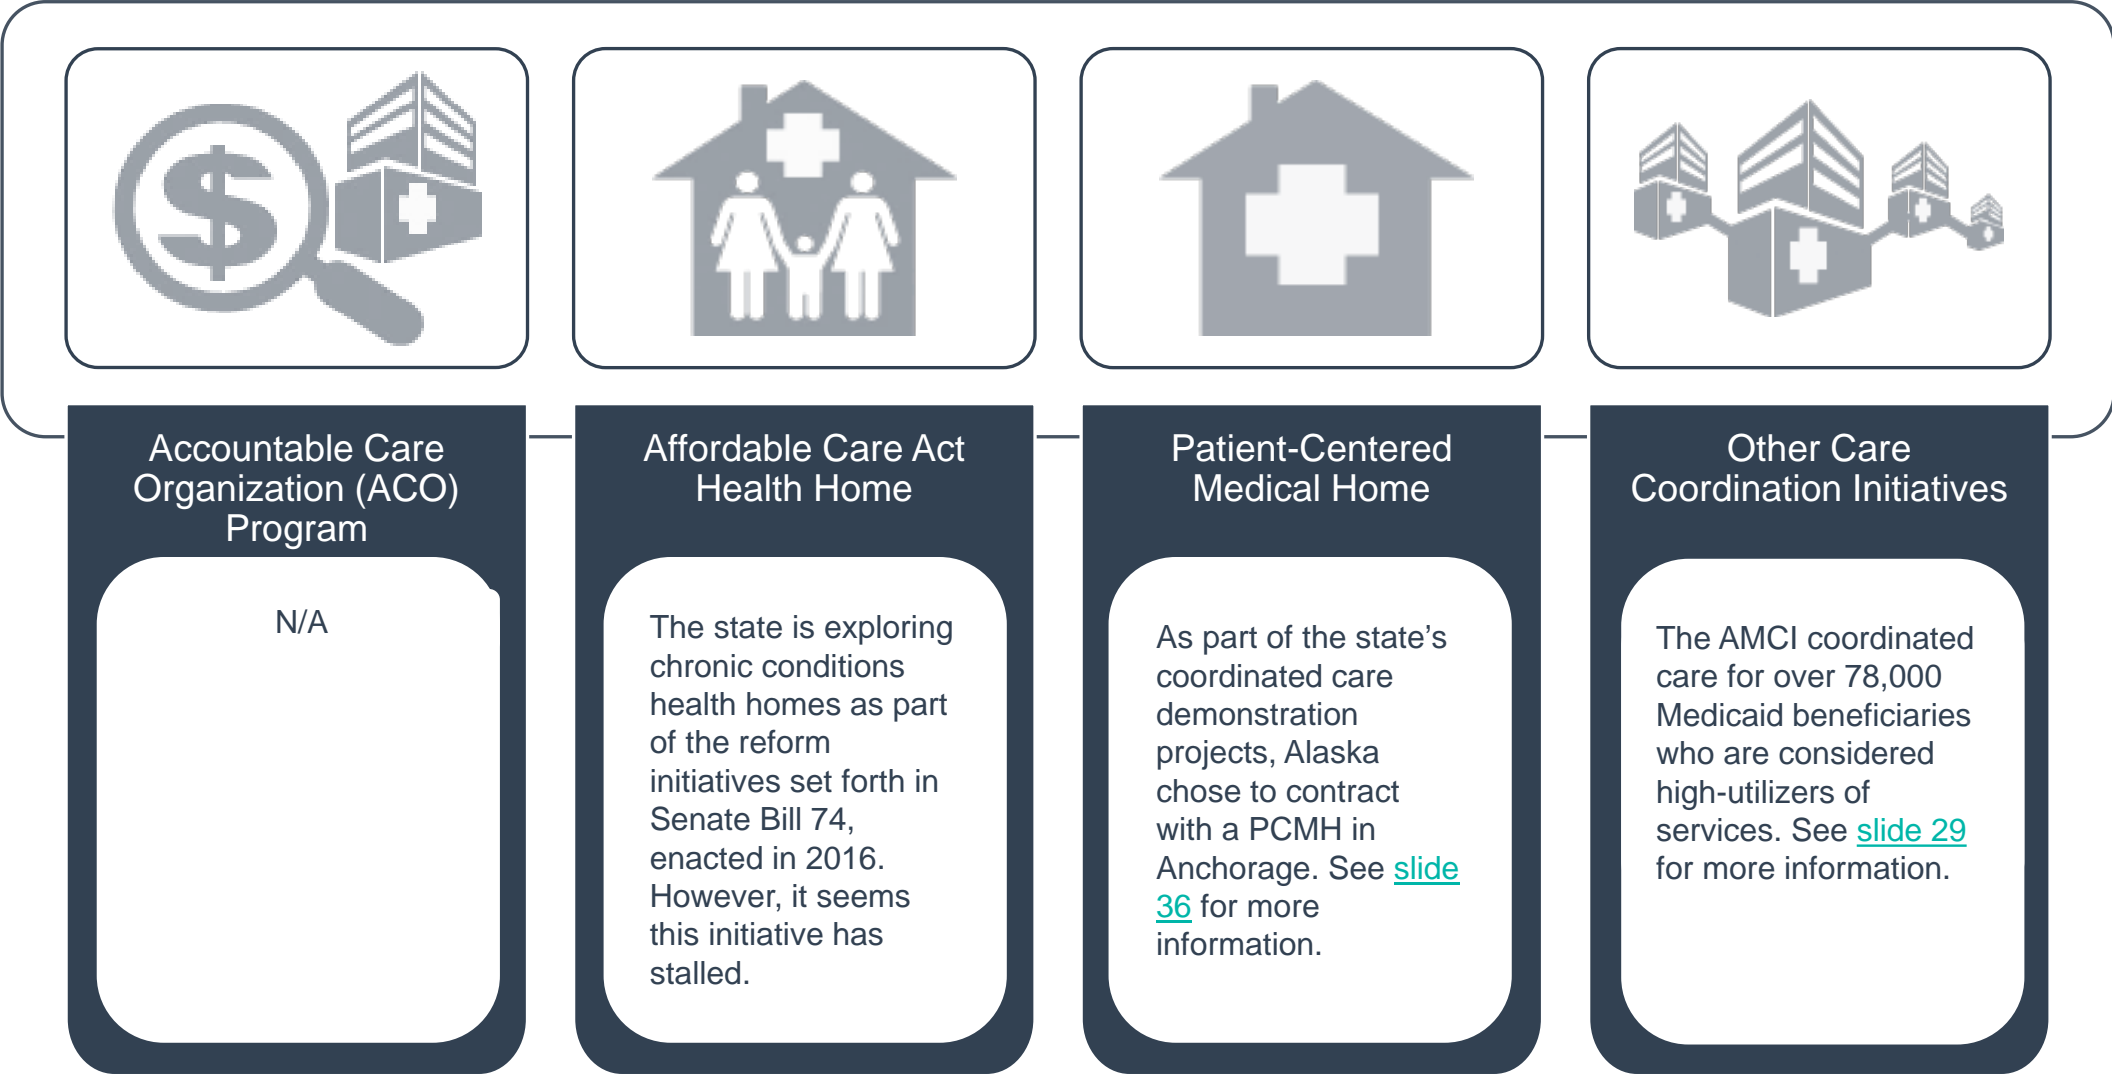 Accountable Care
Organization (ACO)
Program
N/A
Affordable Care Act
Health Home
The state is exploring
chronic conditions
health homes as part
of the reform
initiatives set forth in
Senate Bill 74,
enacted in 2016.
However, it seems
this initiative has
stalled.
Patient-Centered
Medical Home
As part of the state’s
coordinated care
demonstration
projects, Alaska
chose to contract
with a PCMH in
Anchorage. See slide
36 for more
information.
Other Care
Coordination Initiatives
The AMCI coordinated
care for over 78,000
Medicaid beneficiaries
who are considered
high-utilizers of
services. See slide 29
for more information.